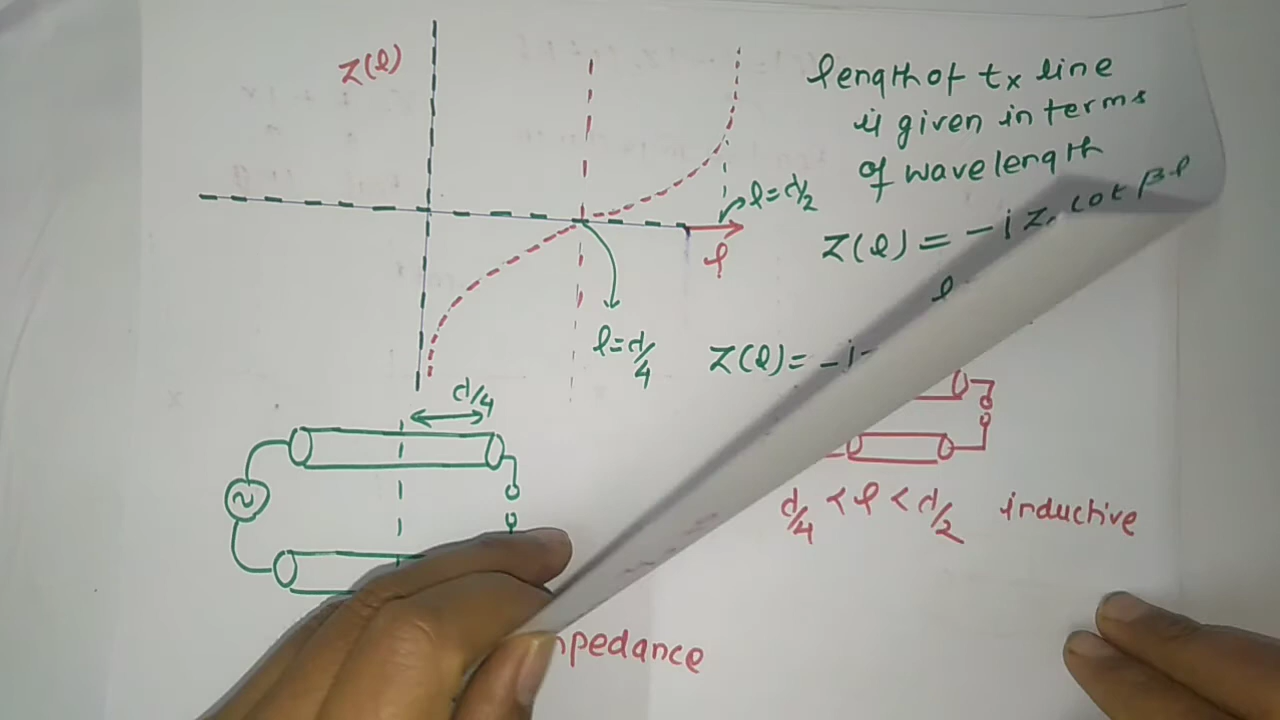 Z(l)
length of tx line
is given in terms
of wavelength
l=λ/2
Z(l) = -j Z₀ cot βl
l
l
l=λ/4
Z(l)= -j
λ/4
λ/4 < l < λ/2 inductive
mpedance